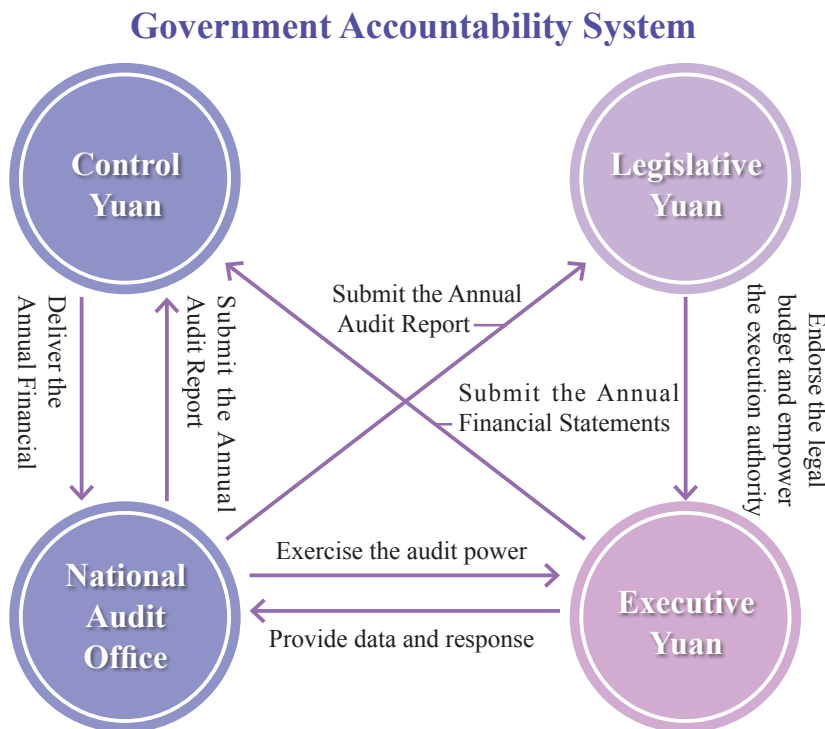 Government Accountability System
Control
Yuan
Legislative
Yuan
Deliver the
Annual Financial
Submit the Annual
Audit Report
Submit the Annual
Audit Report
Submit the Annual
Financial Statements
Endorse the legal
budget and empower
the execution authority
National
Audit
Office
Exercise the audit power
Provide data and response
Executive
Yuan